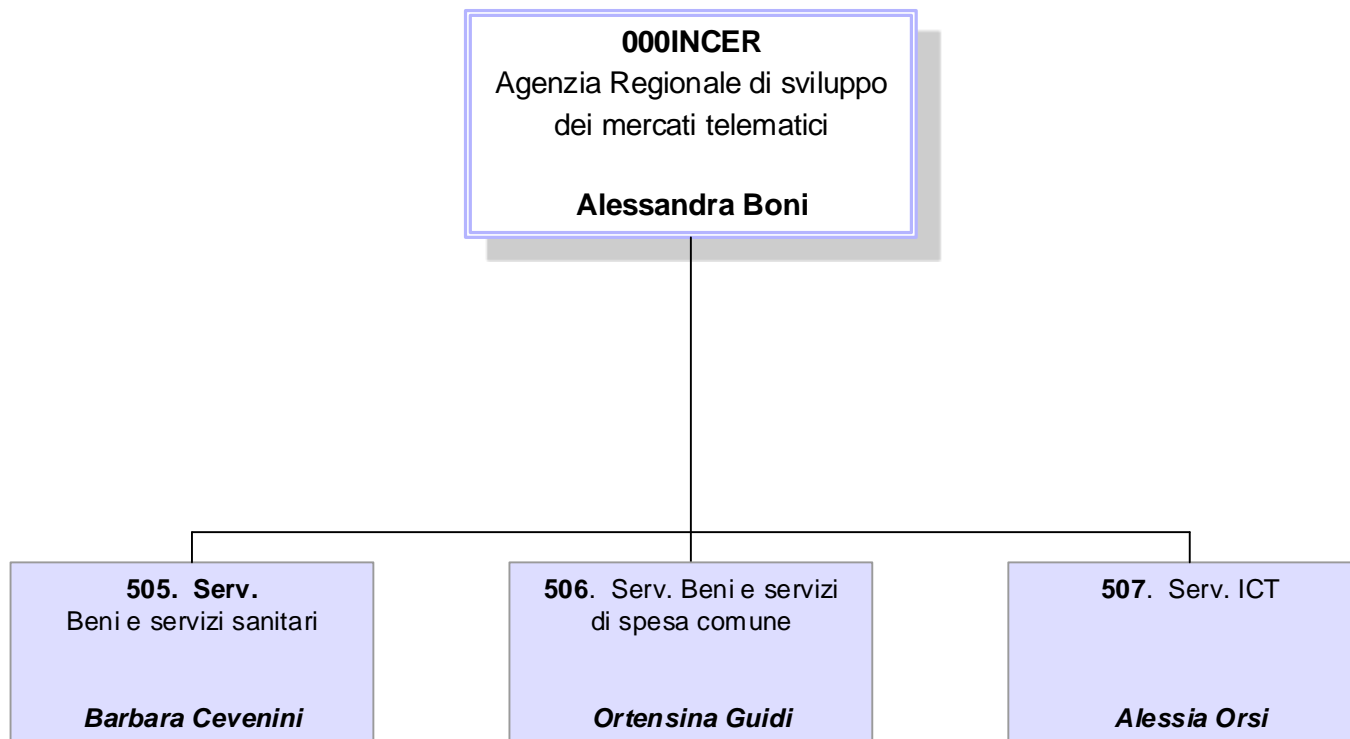 000INCER
Agenzia Regionale di sviluppo
dei mercati telematici
Alessandra Boni
505. Serv.
Beni e servizi sanitari
Barbara Cevenini
506. Serv. Beni e servizi
di spesa comune
Ortensina Guidi
507. Serv. ICT
Alessia Orsi